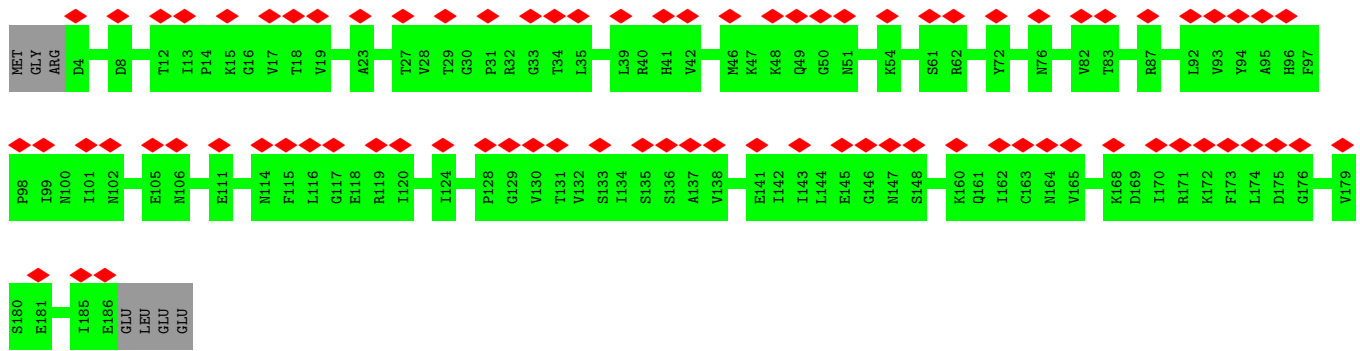 MET GLY ARG D4 D8 T12 I13 P14 K15 G16 V17 T18 V19 A23 T27 V28 T29 G30 P31 R32 G33 T34 L35 L39 R40 H41 V42 M46 K47 K48 Q49 G50 N51 K54 S61 R62 Y72 N76 V82 T83 R87 L92 V93 Y94 A95 H96 F97
P98 I99 N100 I101 N102 E105 N106 E111 N114 F115 L116 G117 E118 R119 I120 I124 P128 G129 V130 T131 V132 S133 I134 S135 S136 A137 V138 E141 I142 I143 L144 E145 G146 N147 S148 K160 Q161 I162 C163 N164 V165 K168 D169 I170 R171 K172 F173 L174 D175 G176 V179
S180 E181 I185 E186 GLU LEU GLU GLU